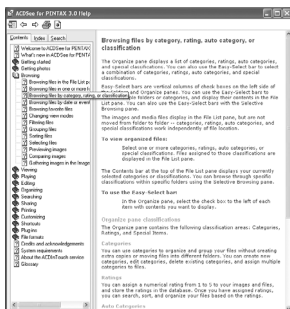 ACDSee for PENTAX 3.0 Help
Contents Index Search
Welcome to ACDSee for PENTAX
What's new in ACDSee for PENTAX
Getting started
Getting photos
Browsing
Browsing files in the File List p
Browsing files in one or more f
Browsing files by category, rating, auto category, or classification
Browsing files by date or event
Browsing favorite files
Changing view modes
Filtering files
Grouping files
Sorting files
Selecting files
Previewing images
Comparing images
Gathering images in the Image
Viewing
Playing
Editing
Organizing
Searching
Sharing
Printing
Customizing
Shortcuts
Plug-ins
File formats
Credits and acknowledgements
System requirements
About the ACDInTouch service
Glossary
Browsing files by category, rating, auto category, or
classification
The Organize pane displays a list of categories, ratings, auto categories,
and special classifications. You can also use the Easy-Select bar to select
a combination of categories, ratings, auto categories, and special
classifications.
Easy-Select bars are vertical columns of check boxes on the left side of
and Organize pane. You can use the Easy-Select bar to
folders or categories, and display their contents in the File
List pane. You can also use the Easy-Select bar with the Selective
Browsing pane.
The images and media files display in the File List pane, but are not
moved from folder to folder -- categories, ratings, auto categories, and
special classifications work independently of file location.
To view organized files:
Select one or more categories, ratings, auto categories, or
special classifications. Files assigned to those classifications are
displayed in the File List pane.
The Contents bar at the top of the File List pane displays your currently
selected categories or classifications. You can browse through specific
classifications within specific folders using the Selective Browsing pane.
To use the Easy-Select bar:
In the Organize pane, select the check box to the left of each
item with contents you want to display.
Organize pane classifications
The Organize pane contains the following classification areas: Categories,
Ratings, and Special Items.
Categories
You can use categories to organize and group your files without creating
extra copies or moving files into different folders. You can create new
categories, edit categories, delete existing categories, and assign multiple
categories to files.
Ratings
You can assign a numerical rating from 1 to 5 to your images and files,
and store the ratings in the database. Once you have assigned ratings,
you can search, sort, and organize your files based on the ratings.
Auto Categories